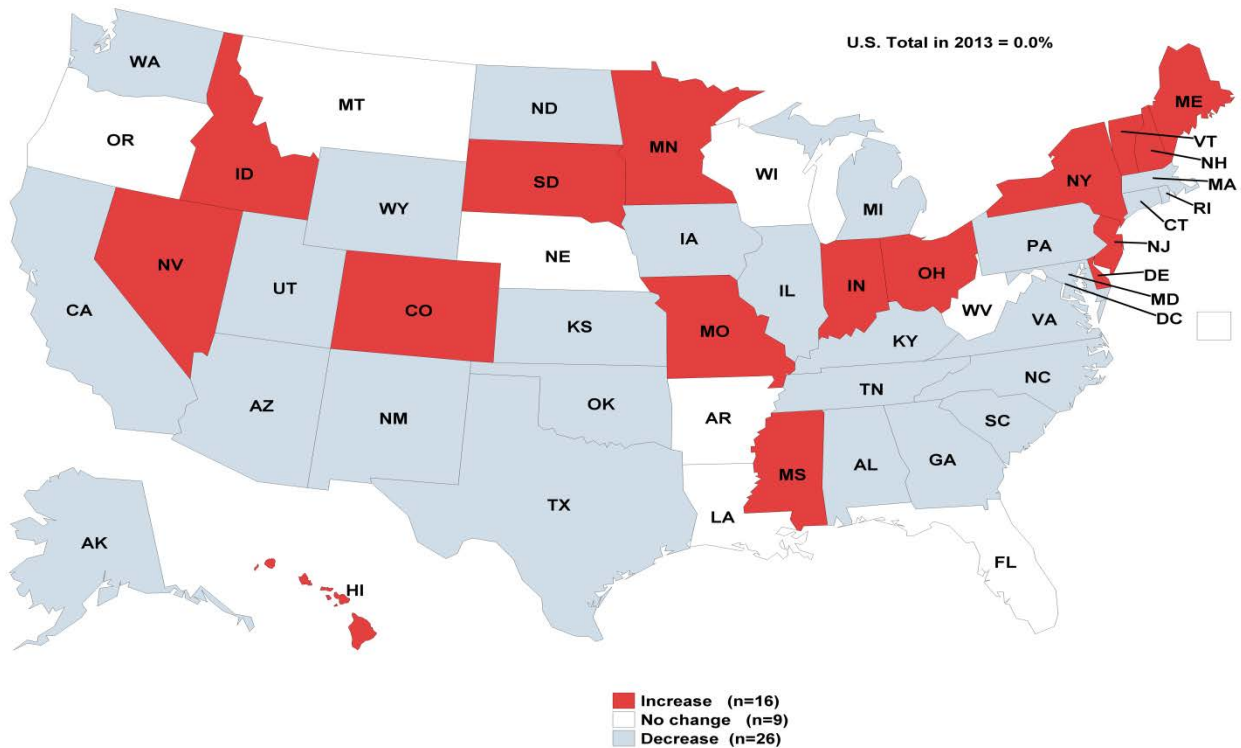 U.S. Total in 2013 = 0.0%
WA
MT
ND
ME
OR
MN
VT
ID
SD
WI
NH
NY
MA
WY
MI
RI
CT
IA
PA
NJ
NE
NV
DE
IN
OH
UT
IL
MD
CA
CO
WV
DC
KS
VA
MO
KY
NC
TN
AZ
OK
NM
AR
SC
GA
AL
MS
TX
LA
AK
FL
HI
Increase (n=16)
No change (n=9)
Decrease (n=26)